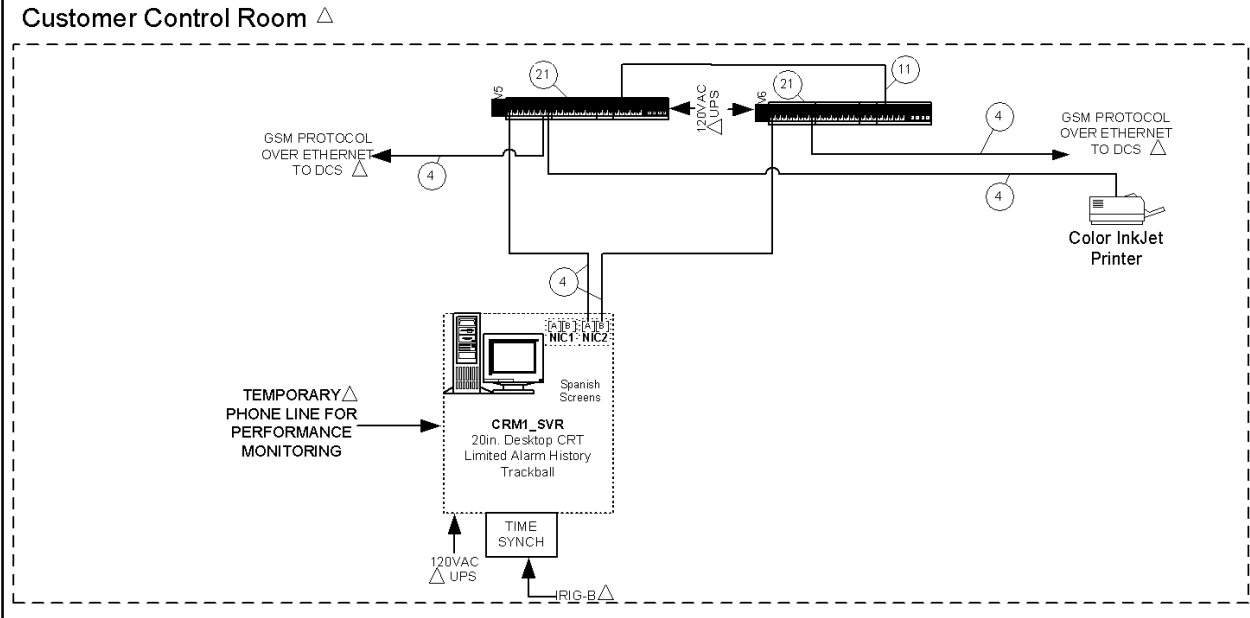 Customer Control Room
21
11
V5
120VAC
UPS
21
V6
GSM PROTOCOL
OVER ETHERNET
TO DCS
4
4
GSM PROTOCOL
OVER ETHERNET
TO DCS
4
Color InkJet
Printer
4
[A][B] [A][B]
NIC1 NIC2
Spanish
Screens
TEMPORARY
PHONE LINE FOR
PERFORMANCE
MONITORING
CRM1_SVR
20in. Desktop CRT
Limited Alarm History
Trackball
TIME
SYNCH
120VAC
UPS
IRIG-B